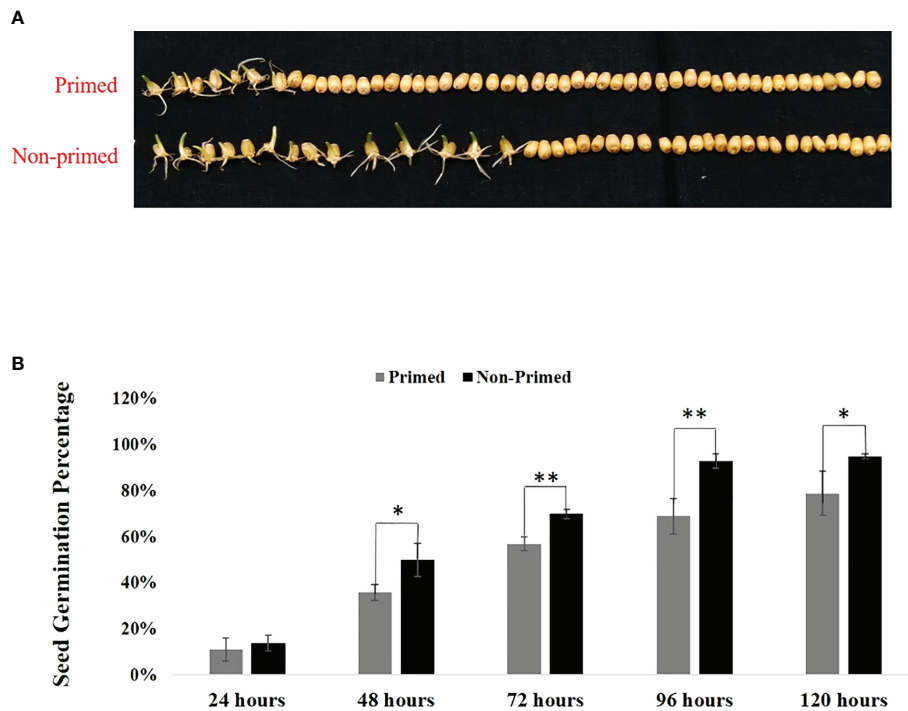 A
Primed
Non-primed
B
Primed Non-Primed
Seed Germination Percentage
120%
100%
80%
60%
40%
20%
0%
*
**
**
*
24 hours 48 hours 72 hours 96 hours 120 hours